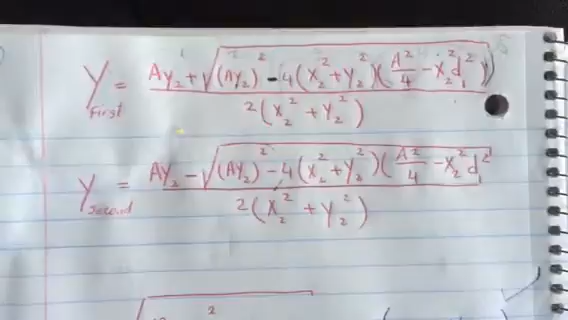 Y_first = (Ay₂ + √((Ay₂)² - 4(x₂² + y₂²)(A²/4 - x₂²d₁²))) / 2(x₂² + y₂²)
Y_second = (Ay₂ - √((Ay₂)² - 4(x₂² + y₂²)(A²/4 - x₂²d₁²))) / 2(x₂² + y₂²)
2